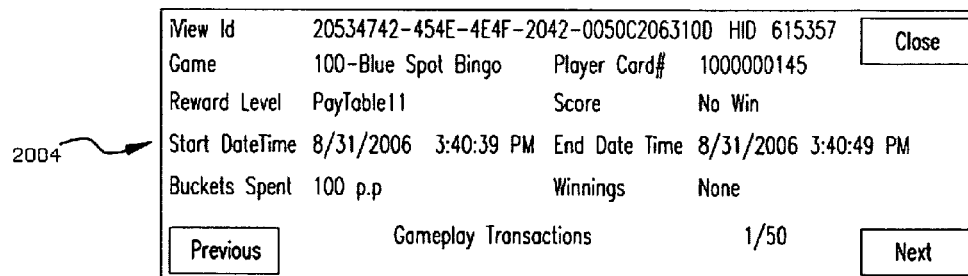 iView Id 20534742-454E-4E4F-2042-0050C206310D HID 615357 Close
Game 100-Blue Spot Bingo Player Card# 1000000145
Reward Level PayTable11 Score No Win
2004 Start DateTime 8/31/2006 3:40:39 PM End Date Time 8/31/2006 3:40:49 PM
Buckets Spent 100 p.p Winnings None
Previous Gameplay Transactions 1/50 Next